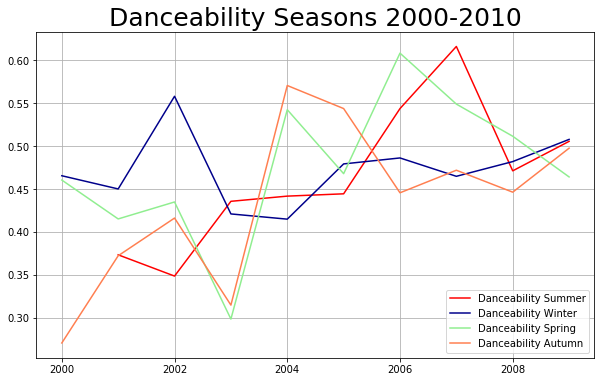 Danceability Seasons 2000-2010
0.60
0.55
0.50
0.45
0.40
0.35
0.30
2000
2002
2004
2006
2008
Danceability Summer
Danceability Winter
Danceability Spring
Danceability Autumn